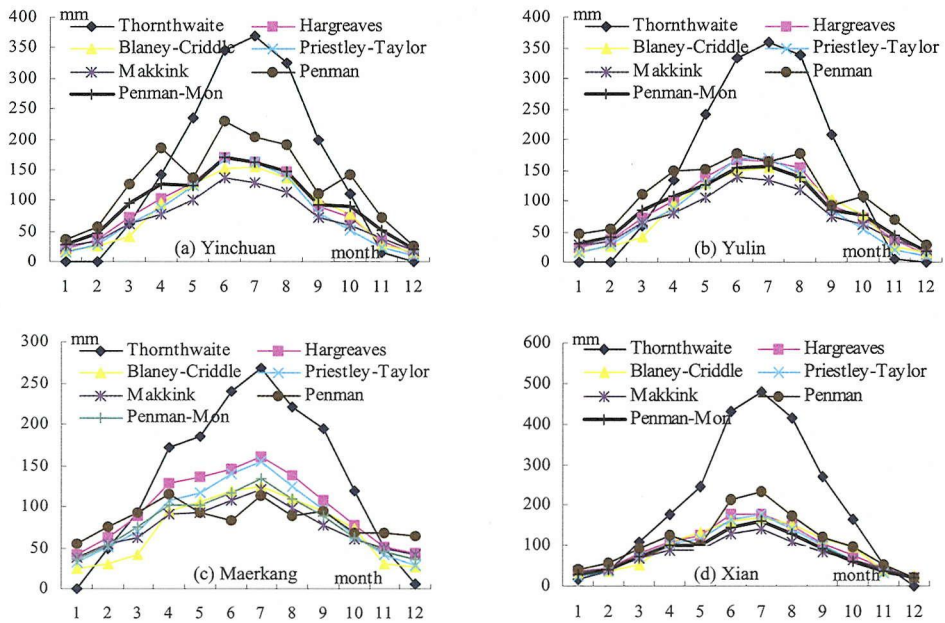 mm
400
350
300
250
200
150
100
50
0
Thornthwaite
Hargreaves
Blaney-Criddle
Priestley-Taylor
Makkink
Penman
Penman-Mon
(a) Yinchuan
month
1 2 3 4 5 6 7 8 9 10 11 12
mm
400
350
300
250
200
150
100
50
0
Thornthwaite
Hargreaves
Blaney-Criddle
Priestley-Taylor
Makkink
Penman
Penman-Mon
(b) Yulin
month
1 2 3 4 5 6 7 8 9 10 11 12
mm
300
250
200
150
100
50
0
Thornthwaite
Hargreaves
Blaney-Criddle
Priestley-Taylor
Makkink
Penman
Penman-Mon
(c) Maerkang
month
1 2 3 4 5 6 7 8 9 10 11 12
mm
600
500
400
300
200
100
0
Thornthwaite
Hargreaves
Blaney-Criddle
Priestley-Taylor
Makkink
Penman
Penman-Mon
(d) Xian
month
1 2 3 4 5 6 7 8 9 10 11 12